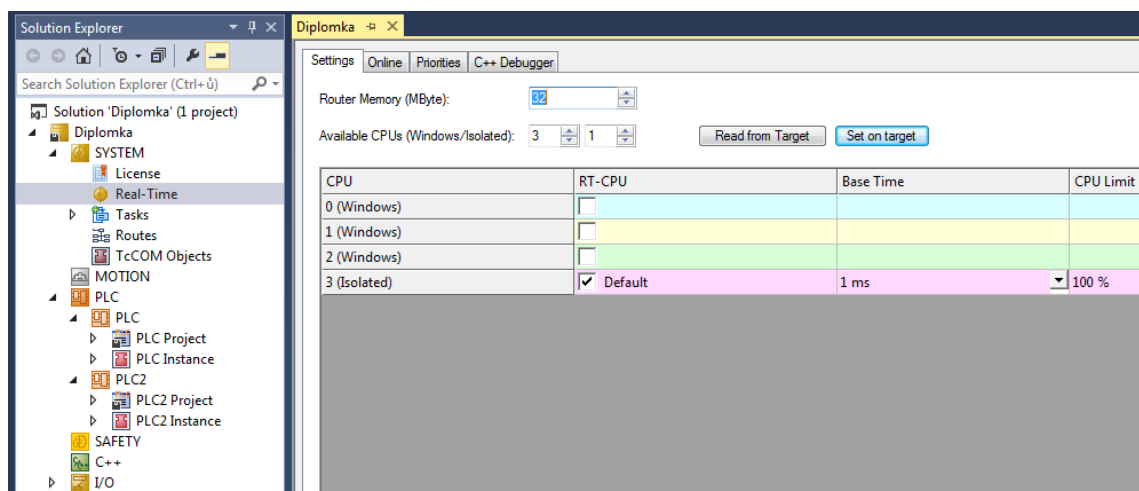 Solution Explorer
Search Solution Explorer (Ctrl+ů)
Solution 'Diplomka' (1 project)
Diplomka
SYSTEM
License
Real-Time
Tasks
Routes
TcCOM Objects
MOTION
PLC
PLC
PLC Project
PLC Instance
PLC2
PLC2 Project
PLC2 Instance
SAFETY
C++
I/O
Diplomka
Settings Online Priorities C++ Debugger
Router Memory (MByte): 32
Available CPUs (Windows/Isolated): 3 1 Read from Target Set on target
CPU RT-CPU Base Time CPU Limit
0 (Windows)
1 (Windows)
2 (Windows)
3 (Isolated) Default 1 ms 100 %